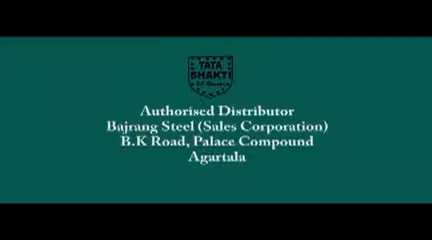 TATA
SHAKTI
Authorised Distributor
Bajrang Steel (Sales Corporation)
B.K Road, Palace Compound
Agartala